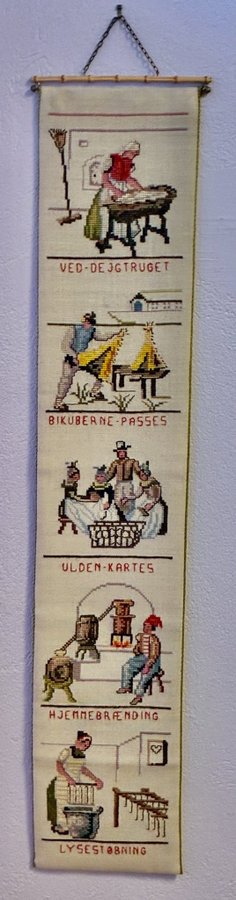 VED-DEJGTRUGET
BIKUBERNE-PASSES
ULDEN-KARTES
HJEMMEBRÆNDING
LYSESTØBNING